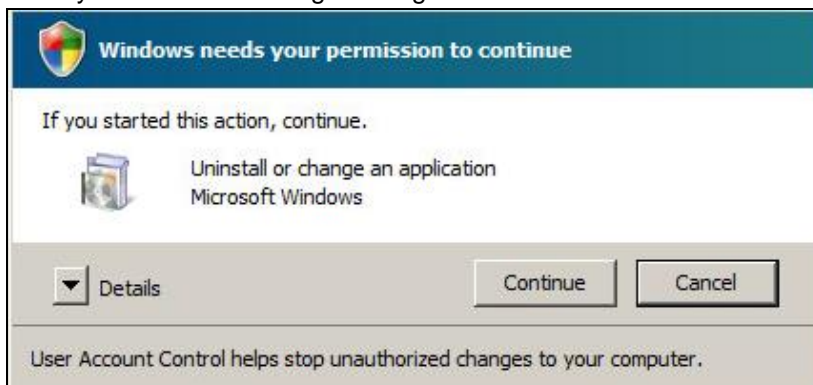 Windows needs your permission to continue
If you started this action, continue.
Uninstall or change an application
Microsoft Windows
Details
Continue
Cancel
User Account Control helps stop unauthorized changes to your computer.